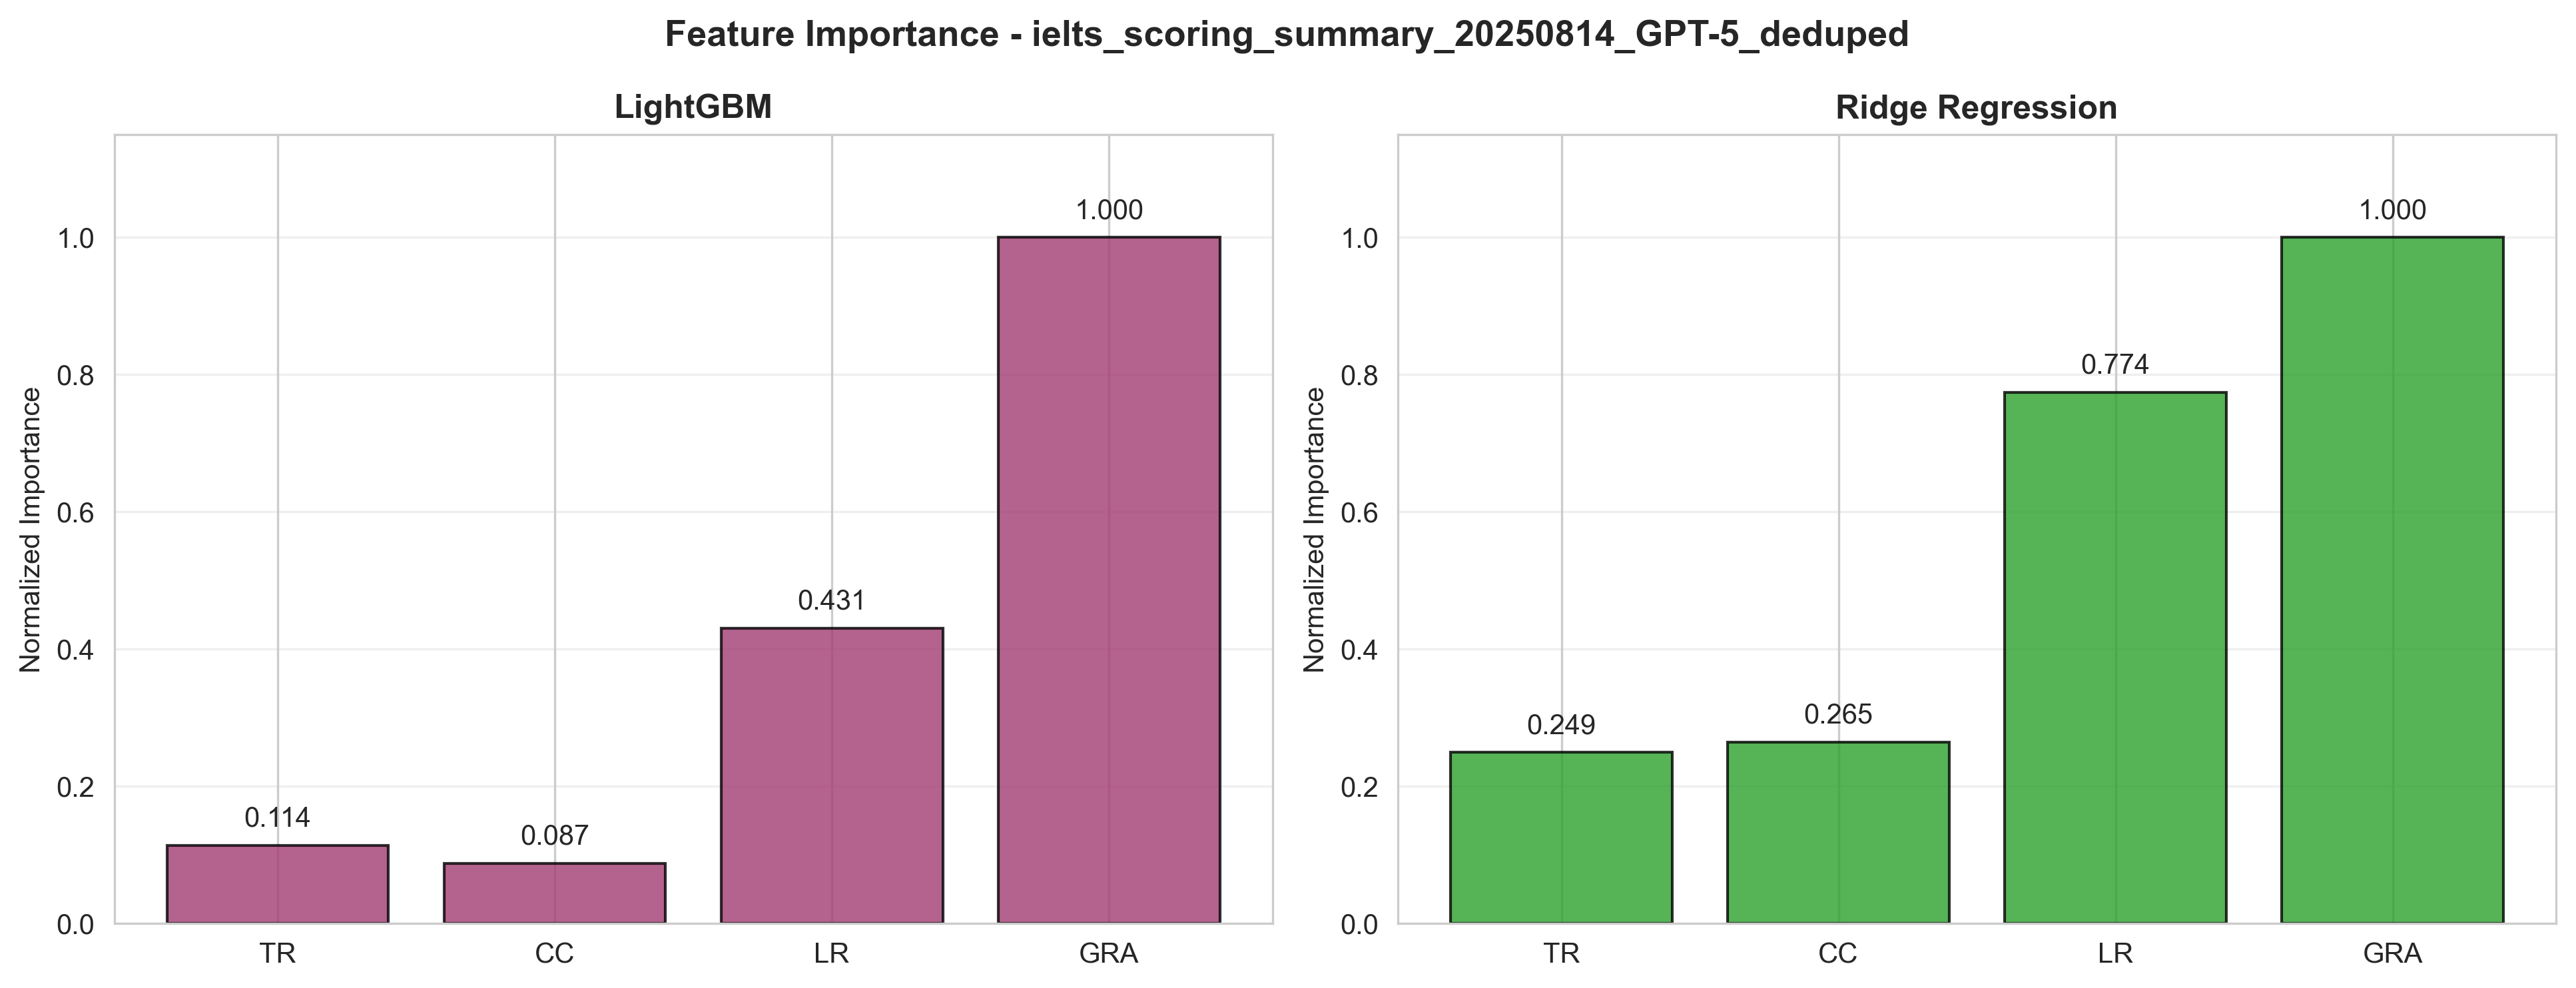 Feature Importance - ielts_scoring_summary_20250814_GPT-5_deduped
LightGBM
Normalized Importance
1.0
0.8
0.6
0.4
0.2
0.0
0.114
0.087
0.431
1.000
TR
CC
LR
GRA
Ridge Regression
Normalized Importance
1.0
0.8
0.6
0.4
0.2
0.0
0.249
0.265
0.774
1.000
TR
CC
LR
GRA